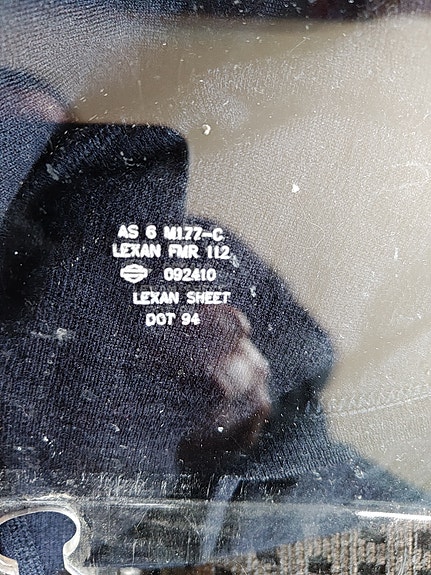 AS 6 M177-C
LEXAN FMR 112
092410
LEXAN SHEET
DOT 94